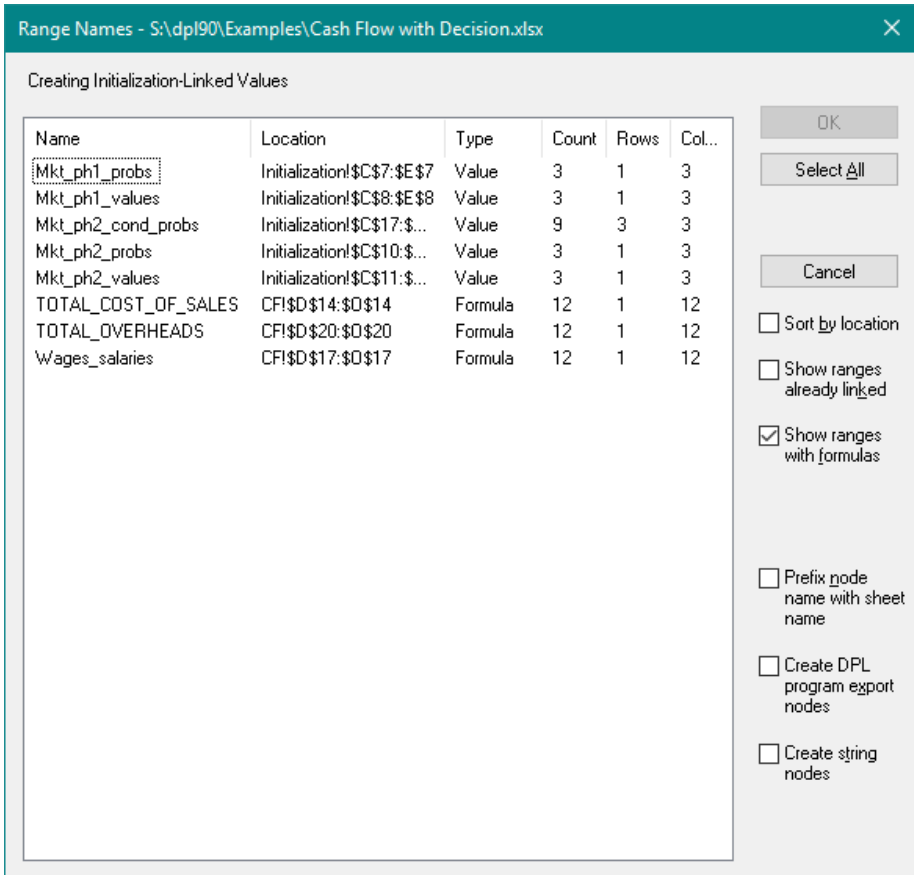 Range Names - S:\dpl90\Examples\Cash Flow with Decision.xlsx
Creating Initialization-Linked Values
Name Location Type Count Rows Col...
Mkt_ph1_probs Initialization!$C$7:$E$7 Value 3 1 3
Mkt_ph1_values Initialization!$C$8:$E$8 Value 3 1 3
Mkt_ph2_cond_probs Initialization!$C$17:$... Value 9 3 3
Mkt_ph2_probs Initialization!$C$10:$... Value 3 1 3
Mkt_ph2_values Initialization!$C$11:$... Value 3 1 3
TOTAL_COST_OF_SALES CF!$D$14:$O$14 Formula 12 1 12
TOTAL_OVERHEADS CF!$D$20:$O$20 Formula 12 1 12
Wages_salaries CF!$D$17:$O$17 Formula 12 1 12
OK
Select All
Cancel
Sort by location
Show ranges
already linked
Show ranges
with formulas
Prefix node
name with sheet
name
Create DPL
program export
nodes
Create string
nodes